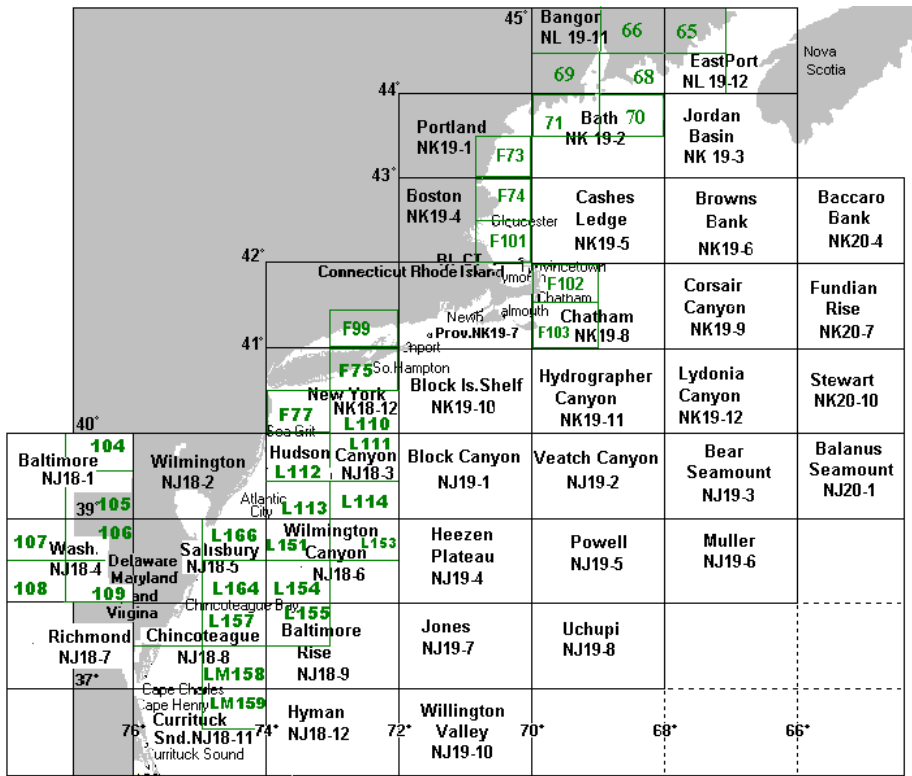 45°
Bangor
NL 19-11
66
65
Nova
Scotia
EastPort
NL 19-12
69
68
44°
71
Bath
NK 19-2
70
Jordan
Basin
NK 19-3
Portland
NK19-1
F73
43°
Boston
NK19-4
F74
Gloucester
F101
Cashes
Ledge
NK19-5
Browns
Bank
NK19-6
Baccaro
Bank
NK20-4
42°
Connecticut Rhode Island
F102
Chatham
Chatham
NK19-8
F103
Corsair
Canyon
NK19-9
Fundian
Rise
NK20-7
F99
Prov.NK19-7
41°
F75
So.Hampton
New York
NK18-12
L110
F77
Block Is.Shelf
NK19-10
Hydrographer
Canyon
NK19-11
Lydonia
Canyon
NK19-12
Stewart
NK20-10
40°
104
Baltimore
NJ18-1
105
39°
Wilmington
NJ18-2
Hudson
Canyon
NJ18-3
L111
L112
L113
L114
Atlantic
City
Block Canyon
NJ19-1
Veatch Canyon
NJ19-2
Bear
Seamount
NJ19-3
Balanus
Seamount
NJ20-1
106
107
Wash.
NJ18-4
108
109
Delaware
Maryland
and
Virgina
L166
Salisbury
NJ18-5
L164
Wilmington
Canyon
NJ18-6
L151
L153
L154
Heezen
Plateau
NJ19-4
Powell
NJ19-5
Muller
NJ19-6
Chincoteague Bay
L155
L157
Richmond
NJ18-7
Chincoteague
NJ18-8
Baltimore
Rise
NJ18-9
Jones
NJ19-7
Uchupi
NJ19-8
37°
LM158
Cape Charles
Cape Henry
LM159
Currituck
Snd.NJ18-11
Currituck Sound
Hyman
NJ18-12
Willington
Valley
NJ19-10
76°
74°
72°
70°
68°
66°